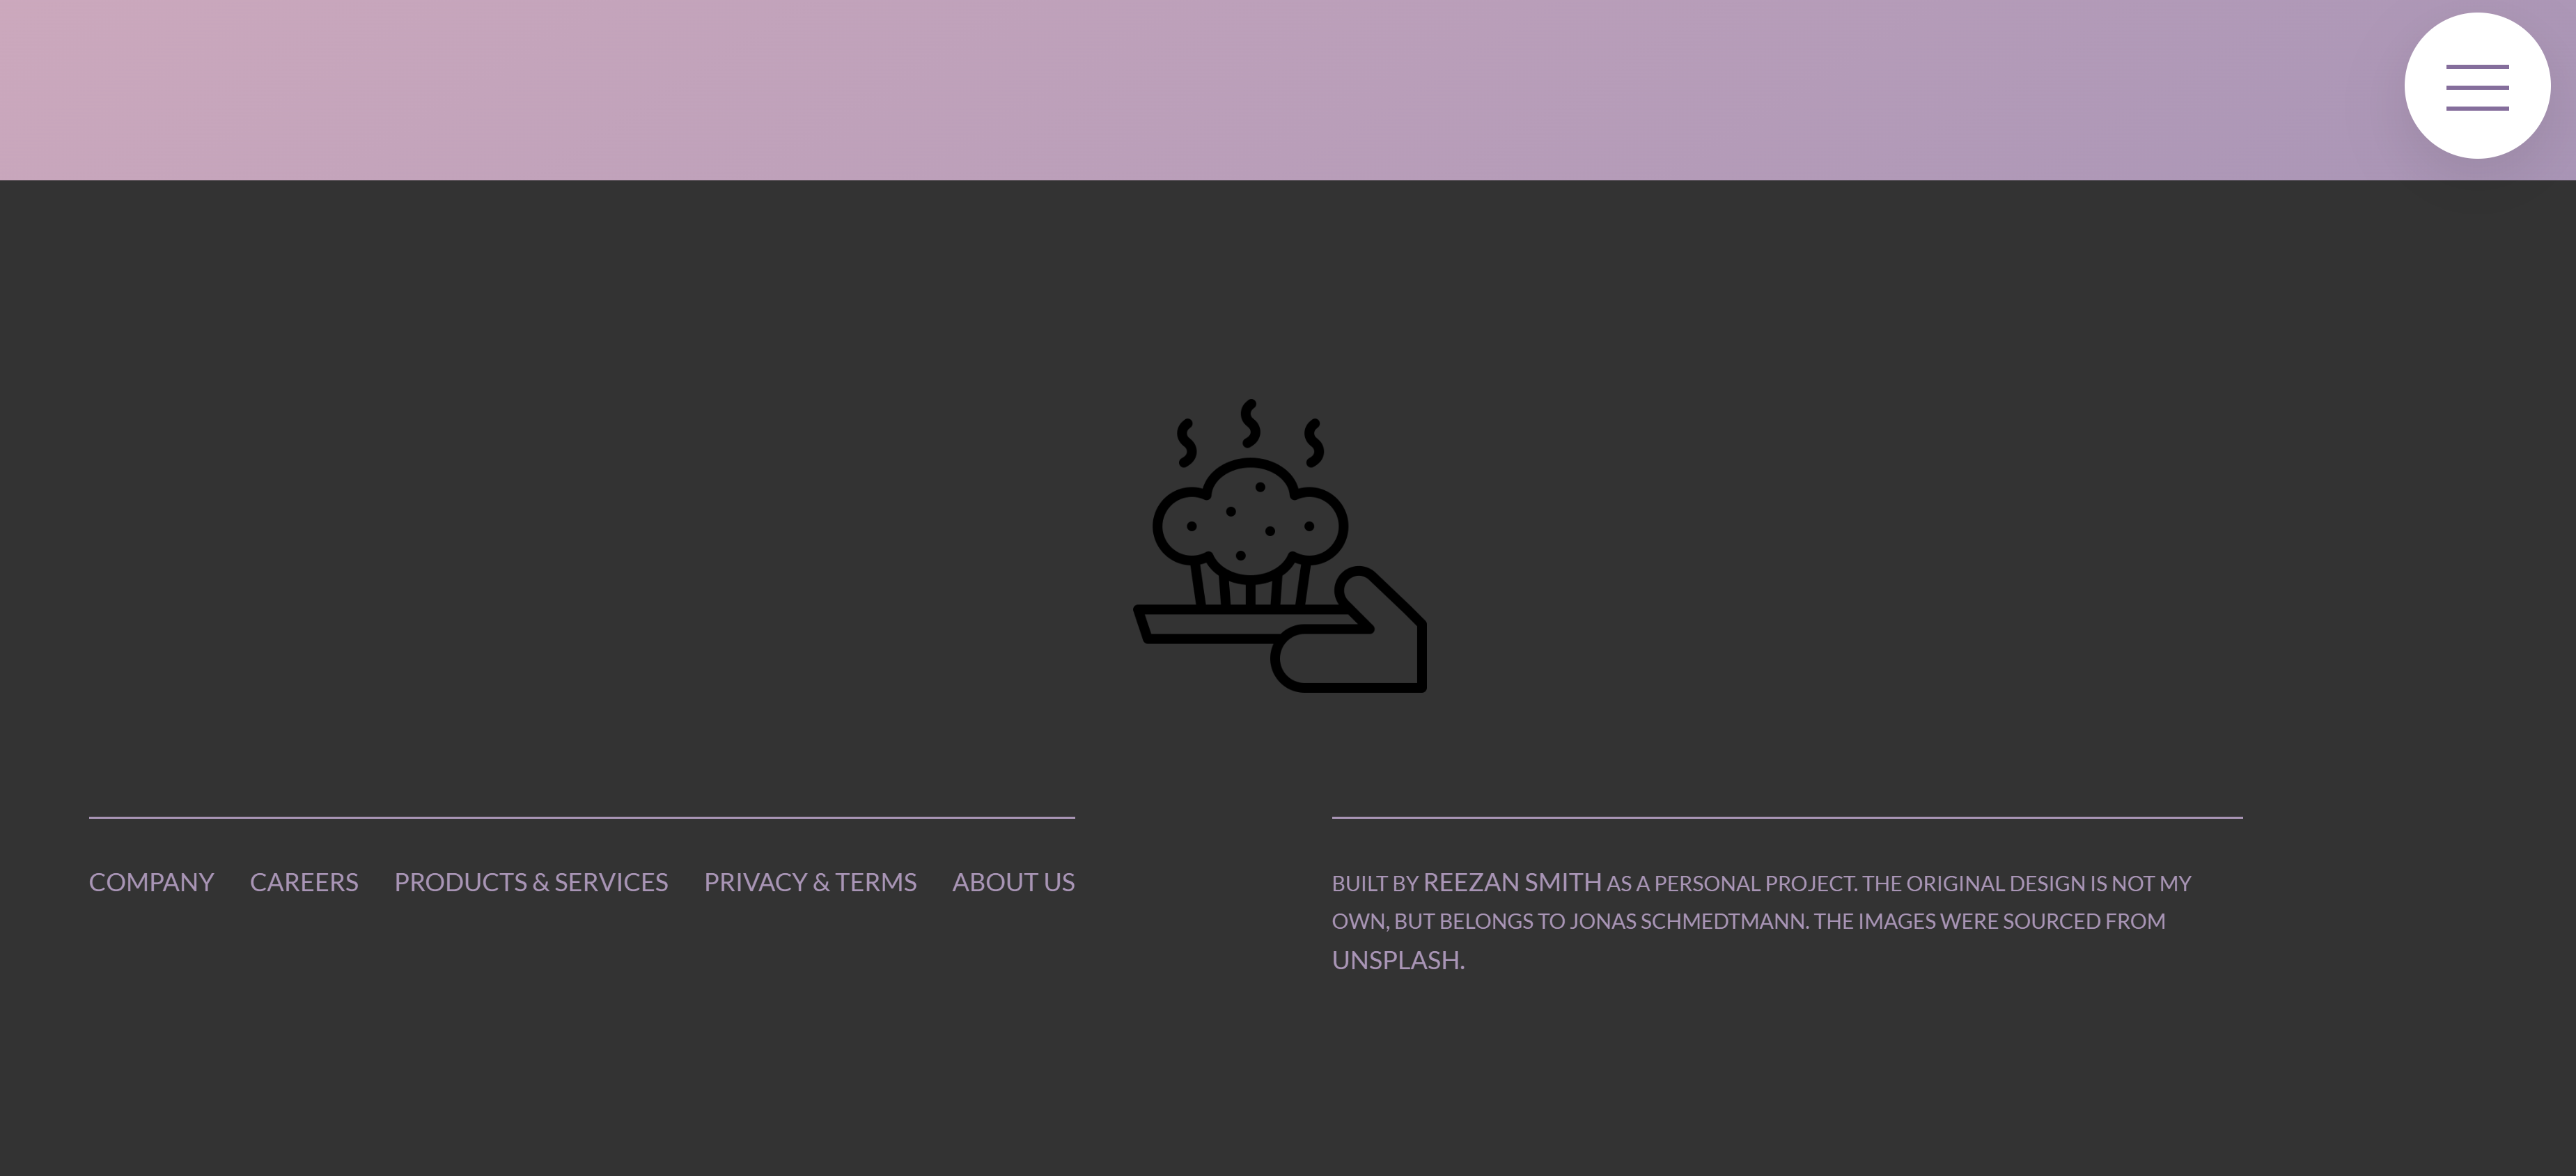 COMPANY CAREERS PRODUCTS & SERVICES PRIVACY & TERMS ABOUT US
BUILT BY REEZAN SMITH AS A PERSONAL PROJECT. THE ORIGINAL DESIGN IS NOT MY
OWN, BUT BELONGS TO JONAS SCHMEDTMANN. THE IMAGES WERE SOURCED FROM
UNSPLASH.